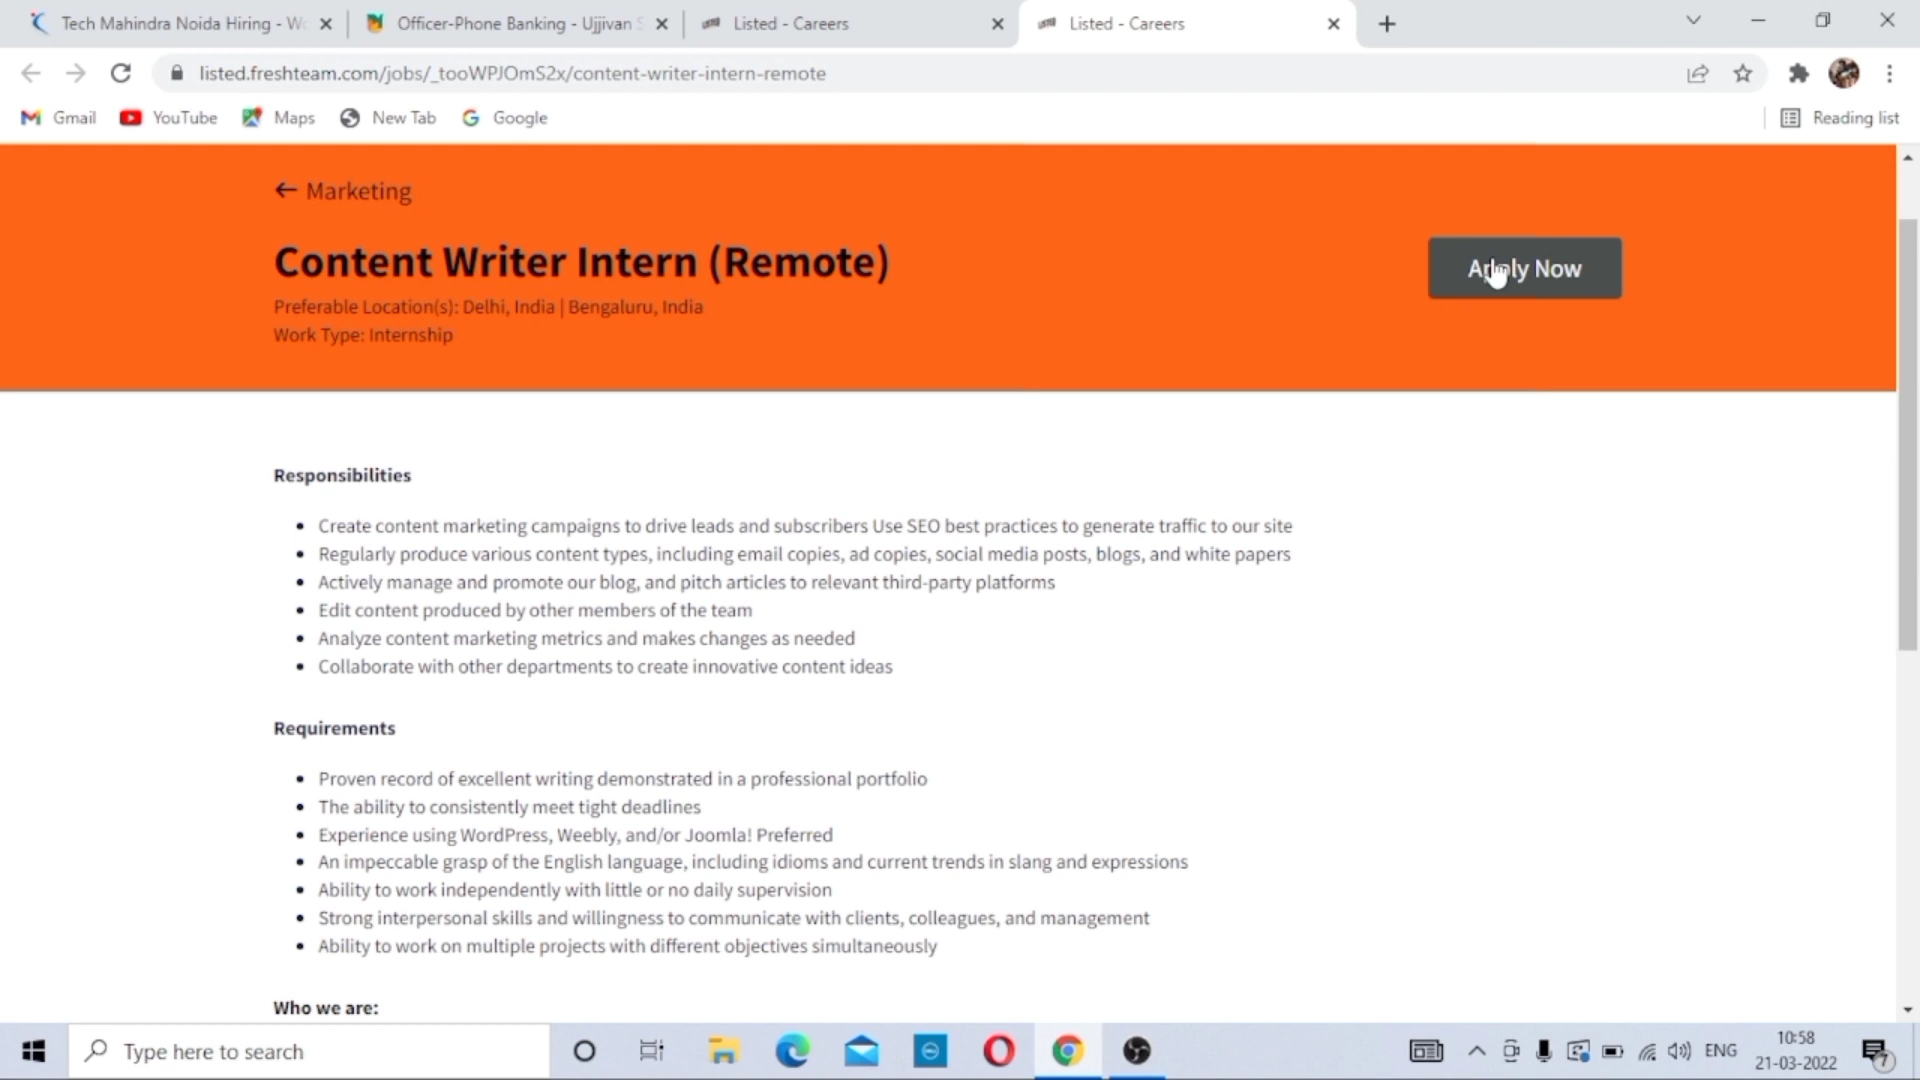 Tech Mahindra Noida Hiring - Wo
Officer-Phone Banking - Ujjivan S
Listed - Careers
Listed - Careers
listed.freshteam.com/jobs/_tooWPJOmS2x/content-writer-intern-remote
Gmail
YouTube
Maps
New Tab
Google
Reading list
← Marketing
Content Writer Intern (Remote)
Preferable Location(s): Delhi, India | Bengaluru, India
Work Type: Internship
Apply Now
Responsibilities
• Create content marketing campaigns to drive leads and subscribers Use SEO best practices to generate traffic to our site
• Regularly produce various content types, including email copies, ad copies, social media posts, blogs, and white papers
• Actively manage and promote our blog, and pitch articles to relevant third-party platforms
• Edit content produced by other members of the team
• Analyze content marketing metrics and makes changes as needed
• Collaborate with other departments to create innovative content ideas
Requirements
• Proven record of excellent writing demonstrated in a professional portfolio
• The ability to consistently meet tight deadlines
• Experience using WordPress, Weebly, and/or Joomla! Preferred
• An impeccable grasp of the English language, including idioms and current trends in slang and expressions
• Ability to work independently with little or no daily supervision
• Strong interpersonal skills and willingness to communicate with clients, colleagues, and management
• Ability to work on multiple projects with different objectives simultaneously
Who we are:
Type here to search
ENG
10:58
21-03-2022
7